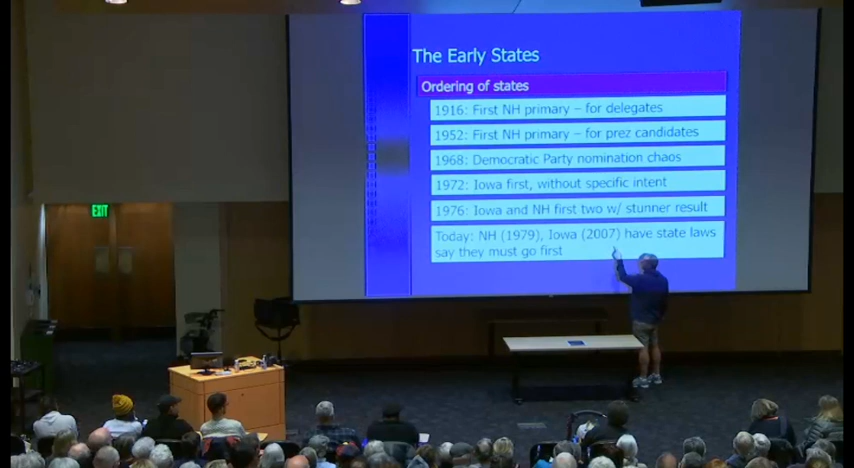 The Early States
Ordering of states
1916: First NH primary – for delegates
1952: First NH primary – for prez candidates
1968: Democratic Party nomination chaos
1972: Iowa first, without specific intent
1976: Iowa and NH first two w/ stunner result
Today: NH (1979), Iowa (2007) have state laws
say they must go first
EXIT